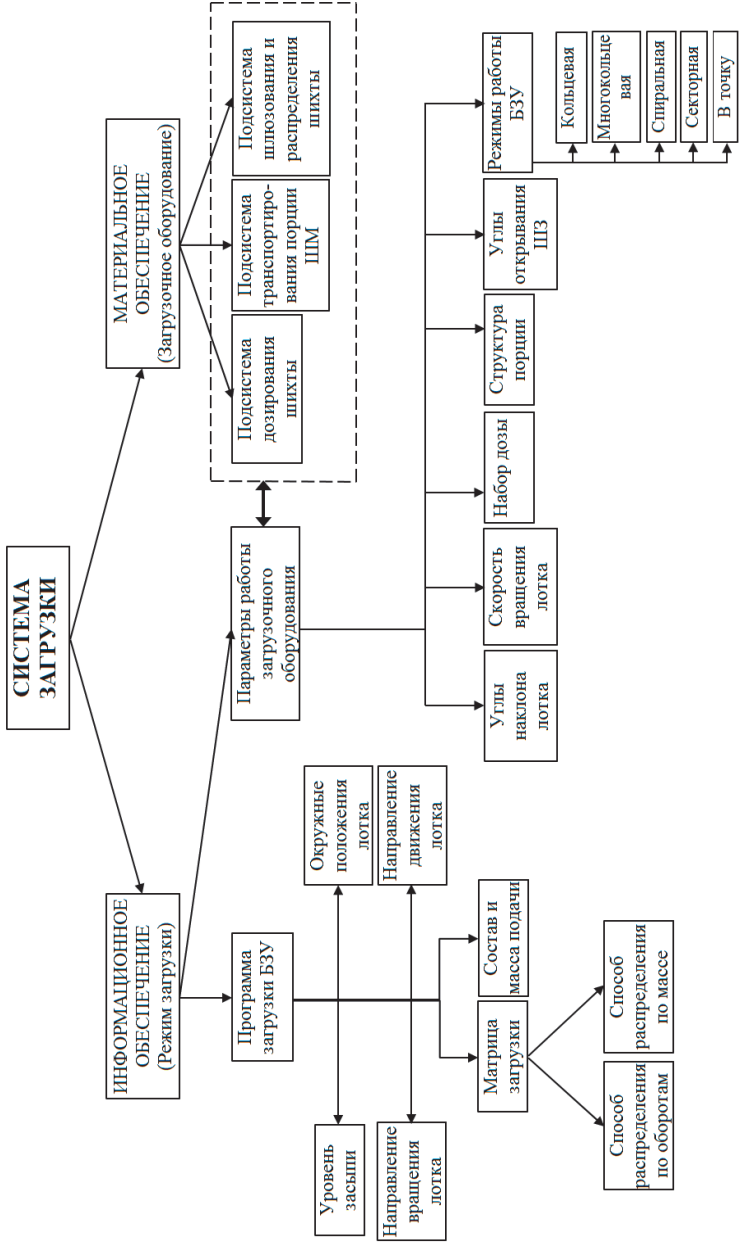 СИСТЕМА
ЗАГРУЗКИ
ИНФОРМАЦИОННОЕ
ОБЕСПЕЧЕНИЕ
(Режим загрузки)
МАТЕРИАЛЬНОЕ
ОБЕСПЕЧЕНИЕ
(Загрузочное оборудование)
Программа
загрузки БЗУ
Параметры работы
загрузочного
оборудования
Подсистема
дозирования
шихты
Подсистема
транспортиро-
вания порции
ШМ
Подсистема
шлюзования и
распределения
шихты
Уровень
засыпи
Окружные
положения
лотка
Направление
вращения
лотка
Направление
движения
лотка
Матрица
загрузки
Состав и
масса подачи
Способ
распределения
по оборотам
Способ
распределения
по массе
Углы
наклона
лотка
Скорость
вращения
лотка
Набор дозы
Структура
порции
Углы
открывания
ШЗ
Режимы работы
БЗУ
Кольцевая
Многокольце
вая
Спиральная
Секторная
В точку